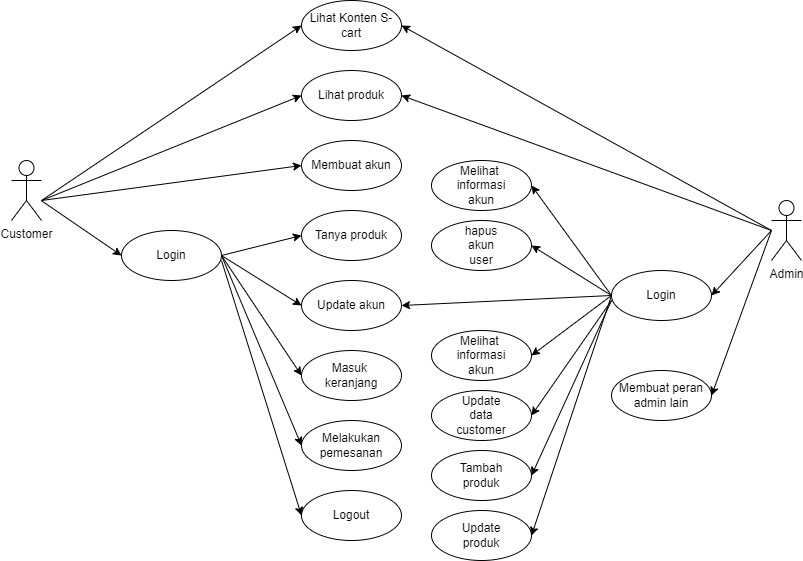 Lihat Konten S-
cart
Lihat produk
Membuat akun
Melihat
informasi
akun
Customer
Tanya produk
hapus
akun
user
Login
Admin
Update akun
Login
Melihat
informasi
akun
Masuk
keranjang
Membuat peran
admin lain
Update
data
customer
Melakukan
pemesanan
Tambah
produk
Logout
Update
produk